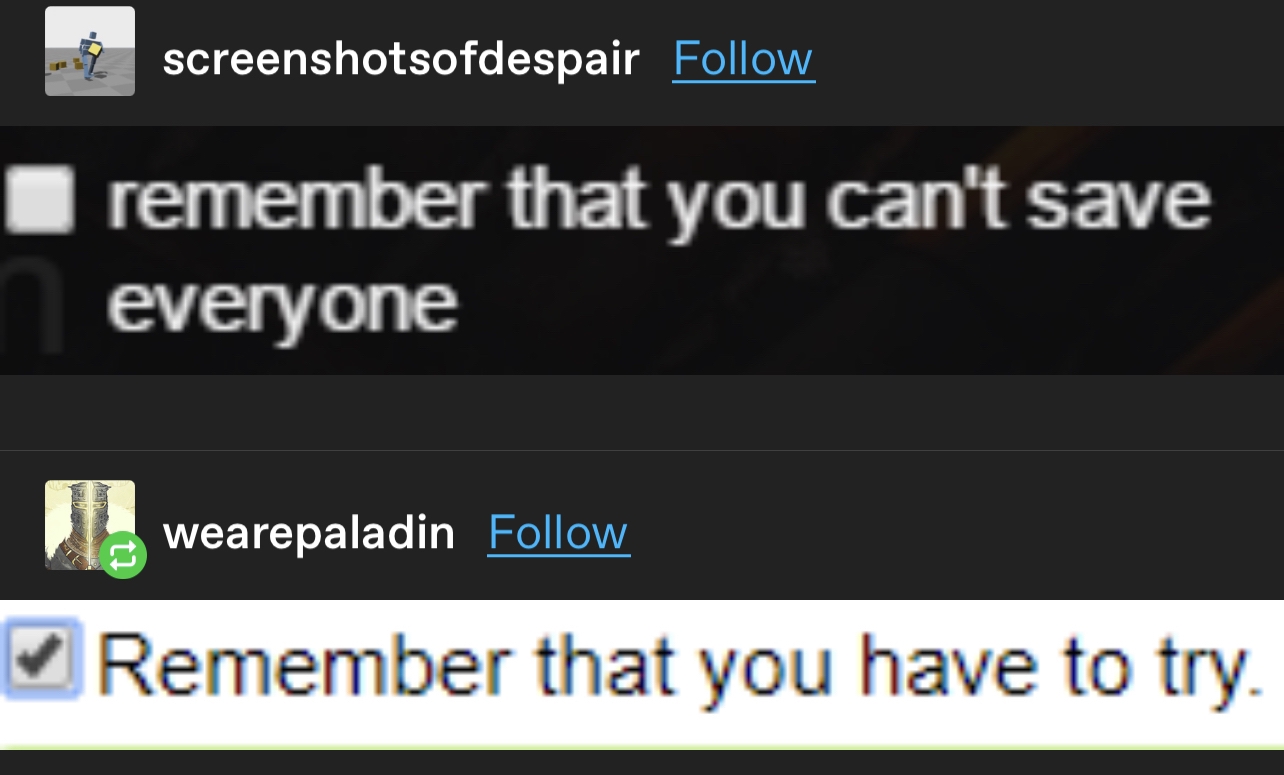 screenshotsofdespair Follow
remember that you can't save
everyone
n
wearepaladin Follow
Remember that you have to try.